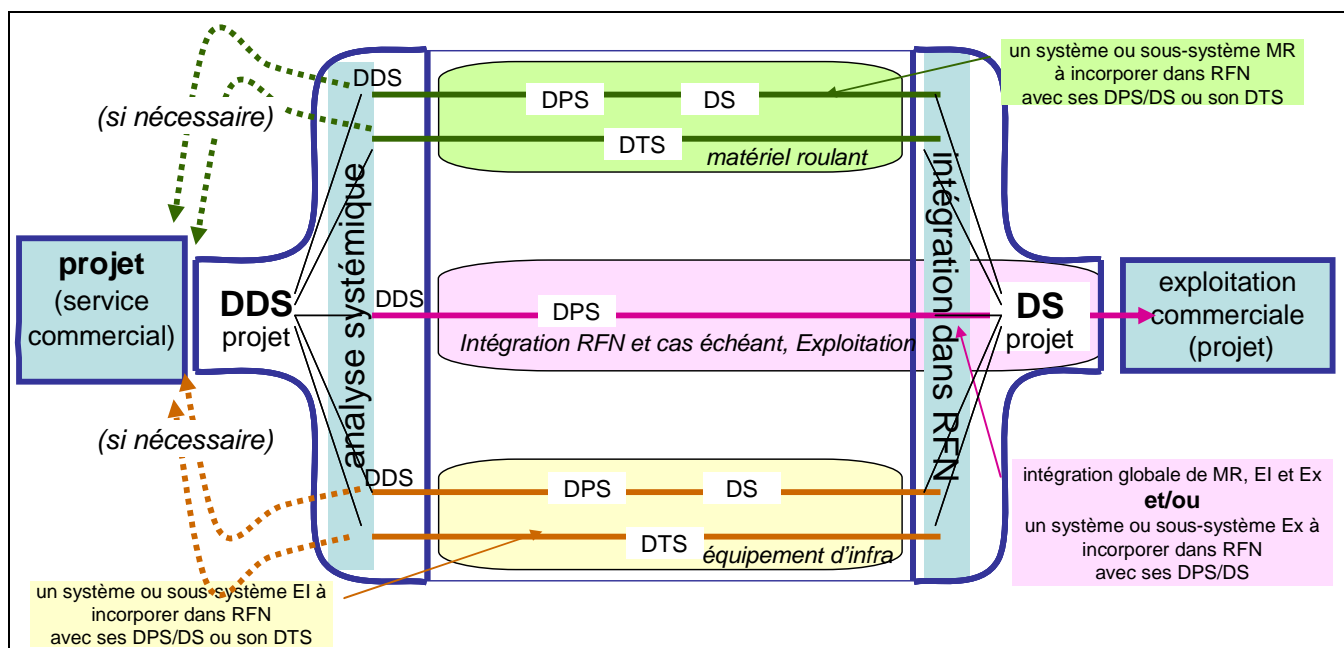 un système ou sous-système MR
à incorporer dans RFN
avec ses DPS/DS ou son DTS
DDS
DPS
DS
(si nécessaire)
DTS
matériel roulant
analyse systémique
intégration dans RFN
projet
(service
commercial)
DDS
projet
DDS
DPS
Intégration RFN et cas échéant, Exploitation
DS
projet
exploitation
commerciale
(projet)
(si nécessaire)
DDS
DPS
DS
DTS
équipement d'infra
intégration globale de MR, EI et Ex
et/ou
un système ou sous-système Ex à
incorporer dans RFN
avec ses DPS/DS
un système ou sous-système EI à
incorporer dans RFN
avec ses DPS/DS ou son DTS